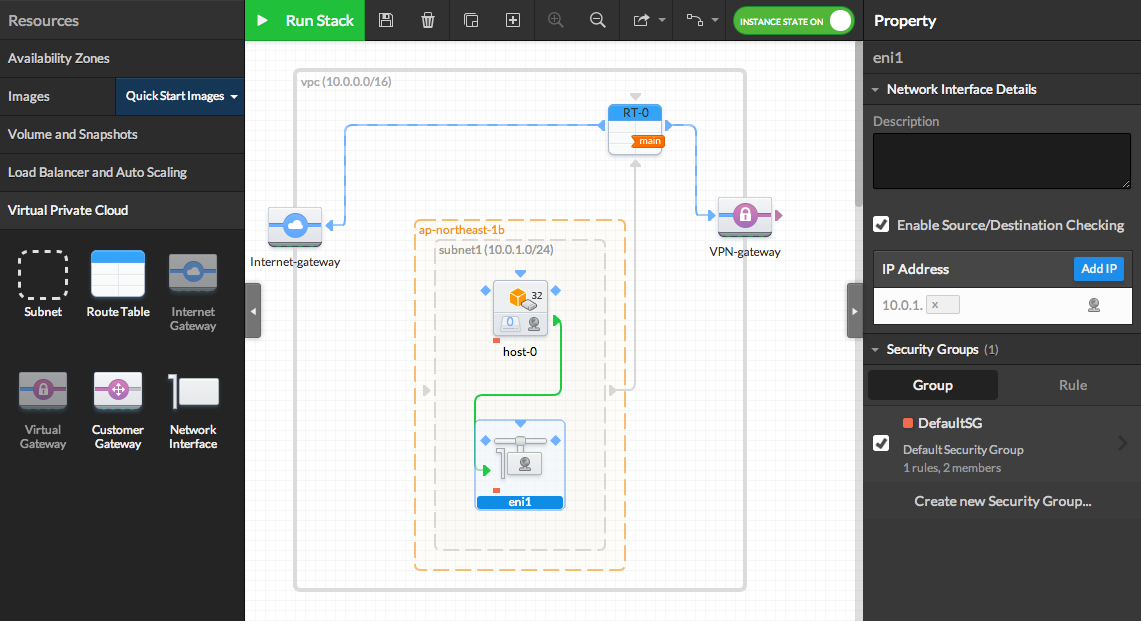 Resources
Availability Zones
Images
Quick Start Images
Volume and Snapshots
Load Balancer and Auto Scaling
Virtual Private Cloud
Subnet
Route Table
Internet
Gateway
Virtual
Gateway
Customer
Gateway
Network
Interface
Run Stack
INSTANCE STATE ON
vpc (10.0.0.0/16)
RT-0
main
Internet-gateway
VPN-gateway
ap-northeast-1b
subnet1 (10.0.1.0/24)
32
0
host-0
eni1
Property
eni1
Network Interface Details
Description
Enable Source/Destination Checking
IP Address
Add IP
10.0.1.
x
Security Groups (1)
Group
Rule
DefaultSG
Default Security Group
1 rules, 2 members
Create new Security Group...